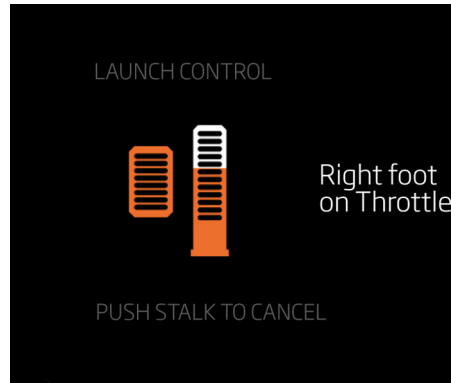 LAUNCH CONTROL
Right foot
on Throttle
PUSH STALK TO CANCEL